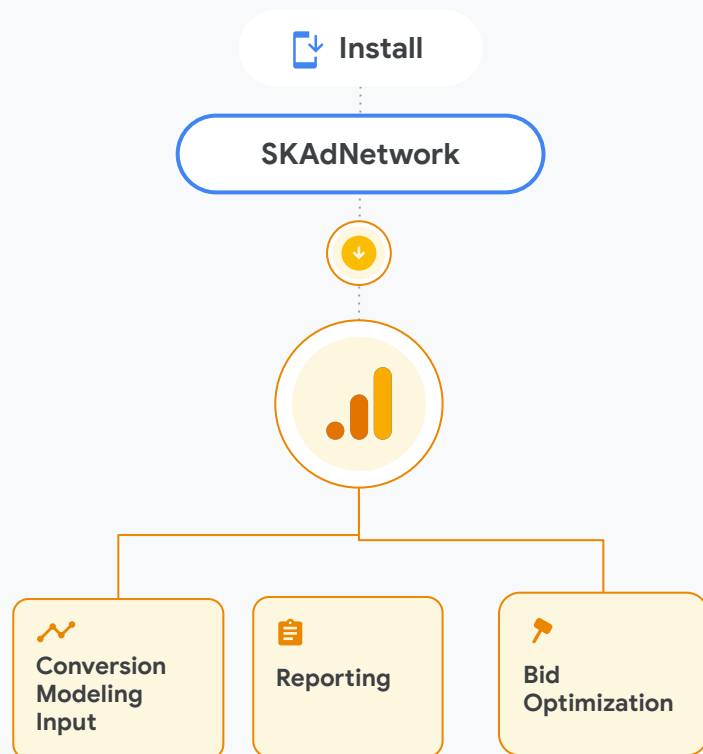 Install
SKAdNetwork
Conversion
Modeling
Input
Reporting
Bid
Optimization